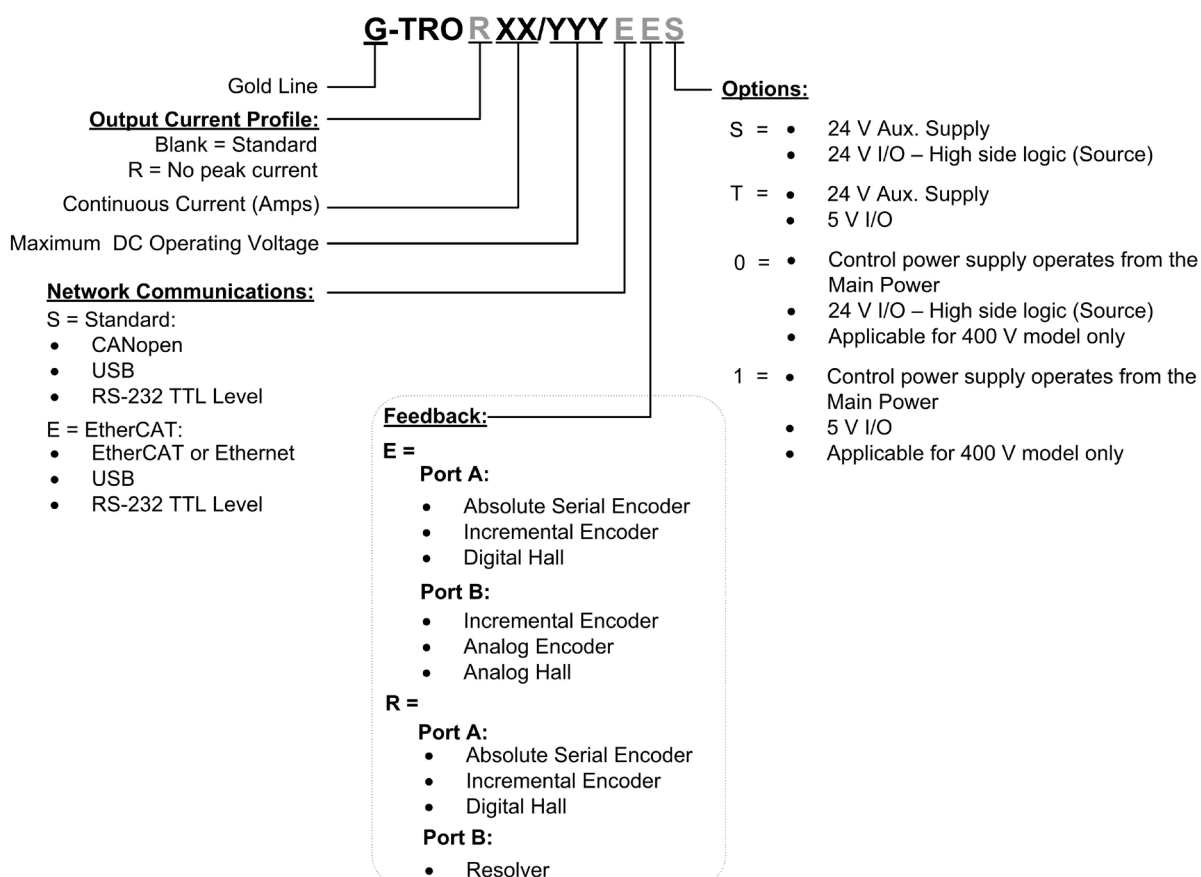 G-TRO R XX/YYY E E S
Gold Line
Output Current Profile:
Blank = Standard
R = No peak current
Continuous Current (Amps)
Maximum DC Operating Voltage
Network Communications:
S = Standard:
• CANopen
• USB
• RS-232 TTL Level
E = EtherCAT:
• EtherCAT or Ethernet
• USB
• RS-232 TTL Level
Feedback:
E =
Port A:
• Absolute Serial Encoder
• Incremental Encoder
• Digital Hall
Port B:
• Incremental Encoder
• Analog Encoder
• Analog Hall
R =
Port A:
• Absolute Serial Encoder
• Incremental Encoder
• Digital Hall
Port B:
• Resolver
Options:
S = • 24 V Aux. Supply
• 24 V I/O – High side logic (Source)
T = • 24 V Aux. Supply
• 5 V I/O
0 = • Control power supply operates from the
Main Power
• 24 V I/O – High side logic (Source)
• Applicable for 400 V model only
1 = • Control power supply operates from the
Main Power
• 5 V I/O
• Applicable for 400 V model only